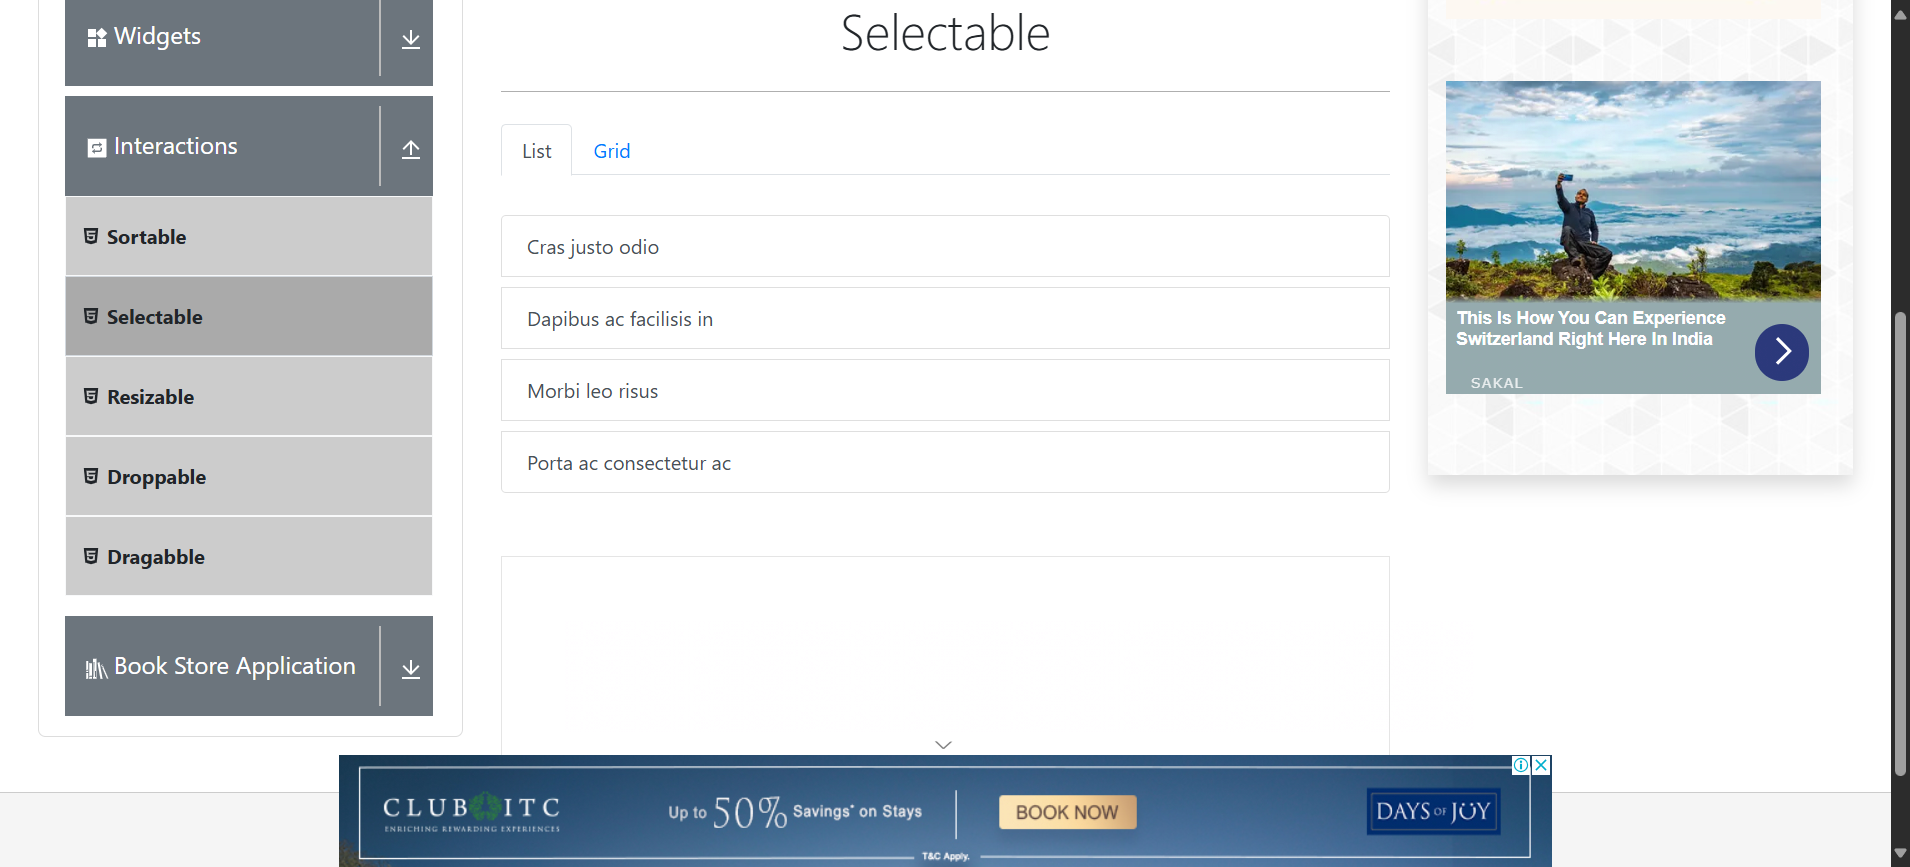 Widgets
Interactions
Sortable
Selectable
Resizable
Droppable
Dragabble
Book Store Application
Selectable
List
Grid
Cras justo odio
Dapibus ac facilisis in
Morbi leo risus
Porta ac consectetur ac
This Is How You Can Experience
Switzerland Right Here In India
SAKAL
CLUB ITC
ENRICHING REWARDING EXPERIENCES
Up to 50% Savings* on Stays
BOOK NOW
DAYS OF JOY
T&C Apply.